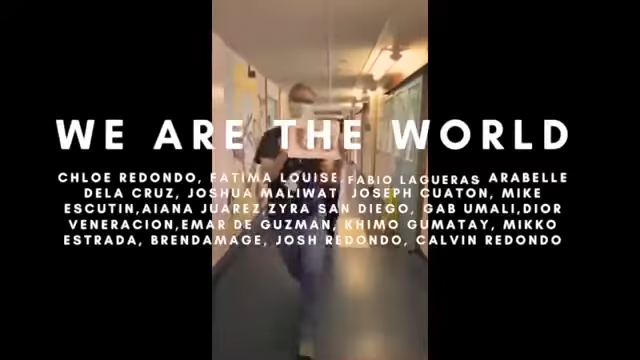 WE ARE THE WORLD
CHLOE REDONDO, FATIMA LOUISE, FABIO LAGUERAS ARABELLE
DELA CRUZ, JOSHUA MALIWAT, JOSEPH CUATON, MIKE
ESCUTIN,AIANA JUAREZ,ZYRA SAN DIEGO, GAB UMALI,DIOR
VENERACION,EMAR DE GUZMAN, KHIMO GUMATAY, MIKKO
ESTRADA, BRENDAMAGE, JOSH REDONDO, CALVIN REDONDO